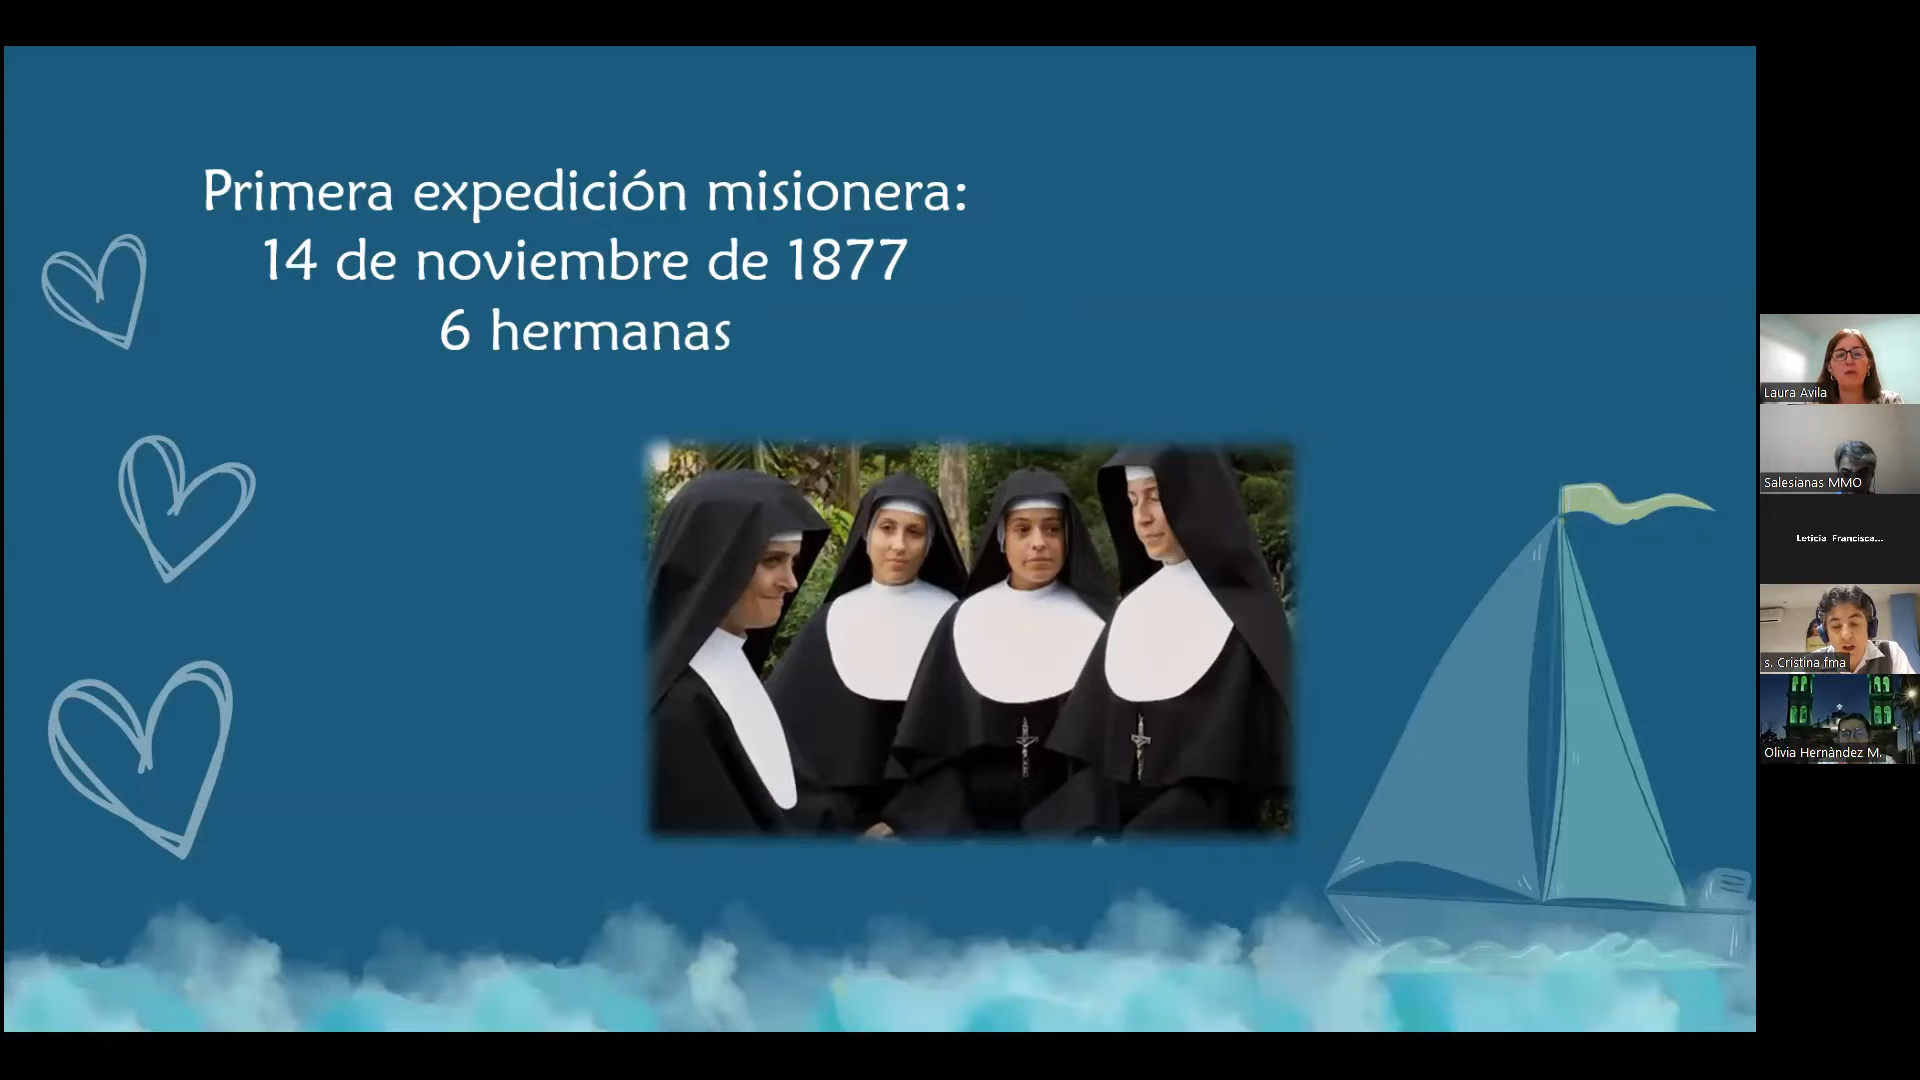 Primera expedición misionera:
14 de noviembre de 1877
6 hermanas
Laura Avila
Salesianas MMO
Leticia Francisca...
s. Cristina fma
Olivia Hernàndez M.